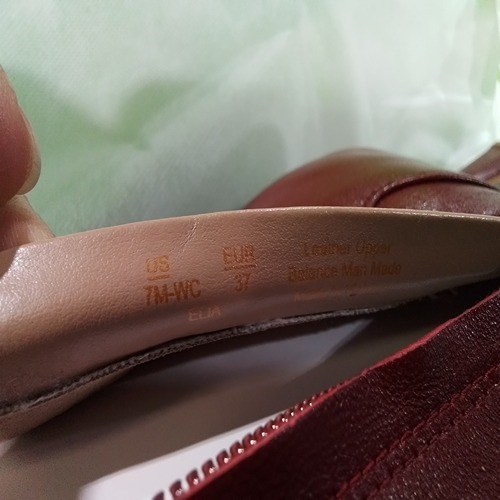 US
7M-WC
EUR
37
Leather Upper
Balance Man Made